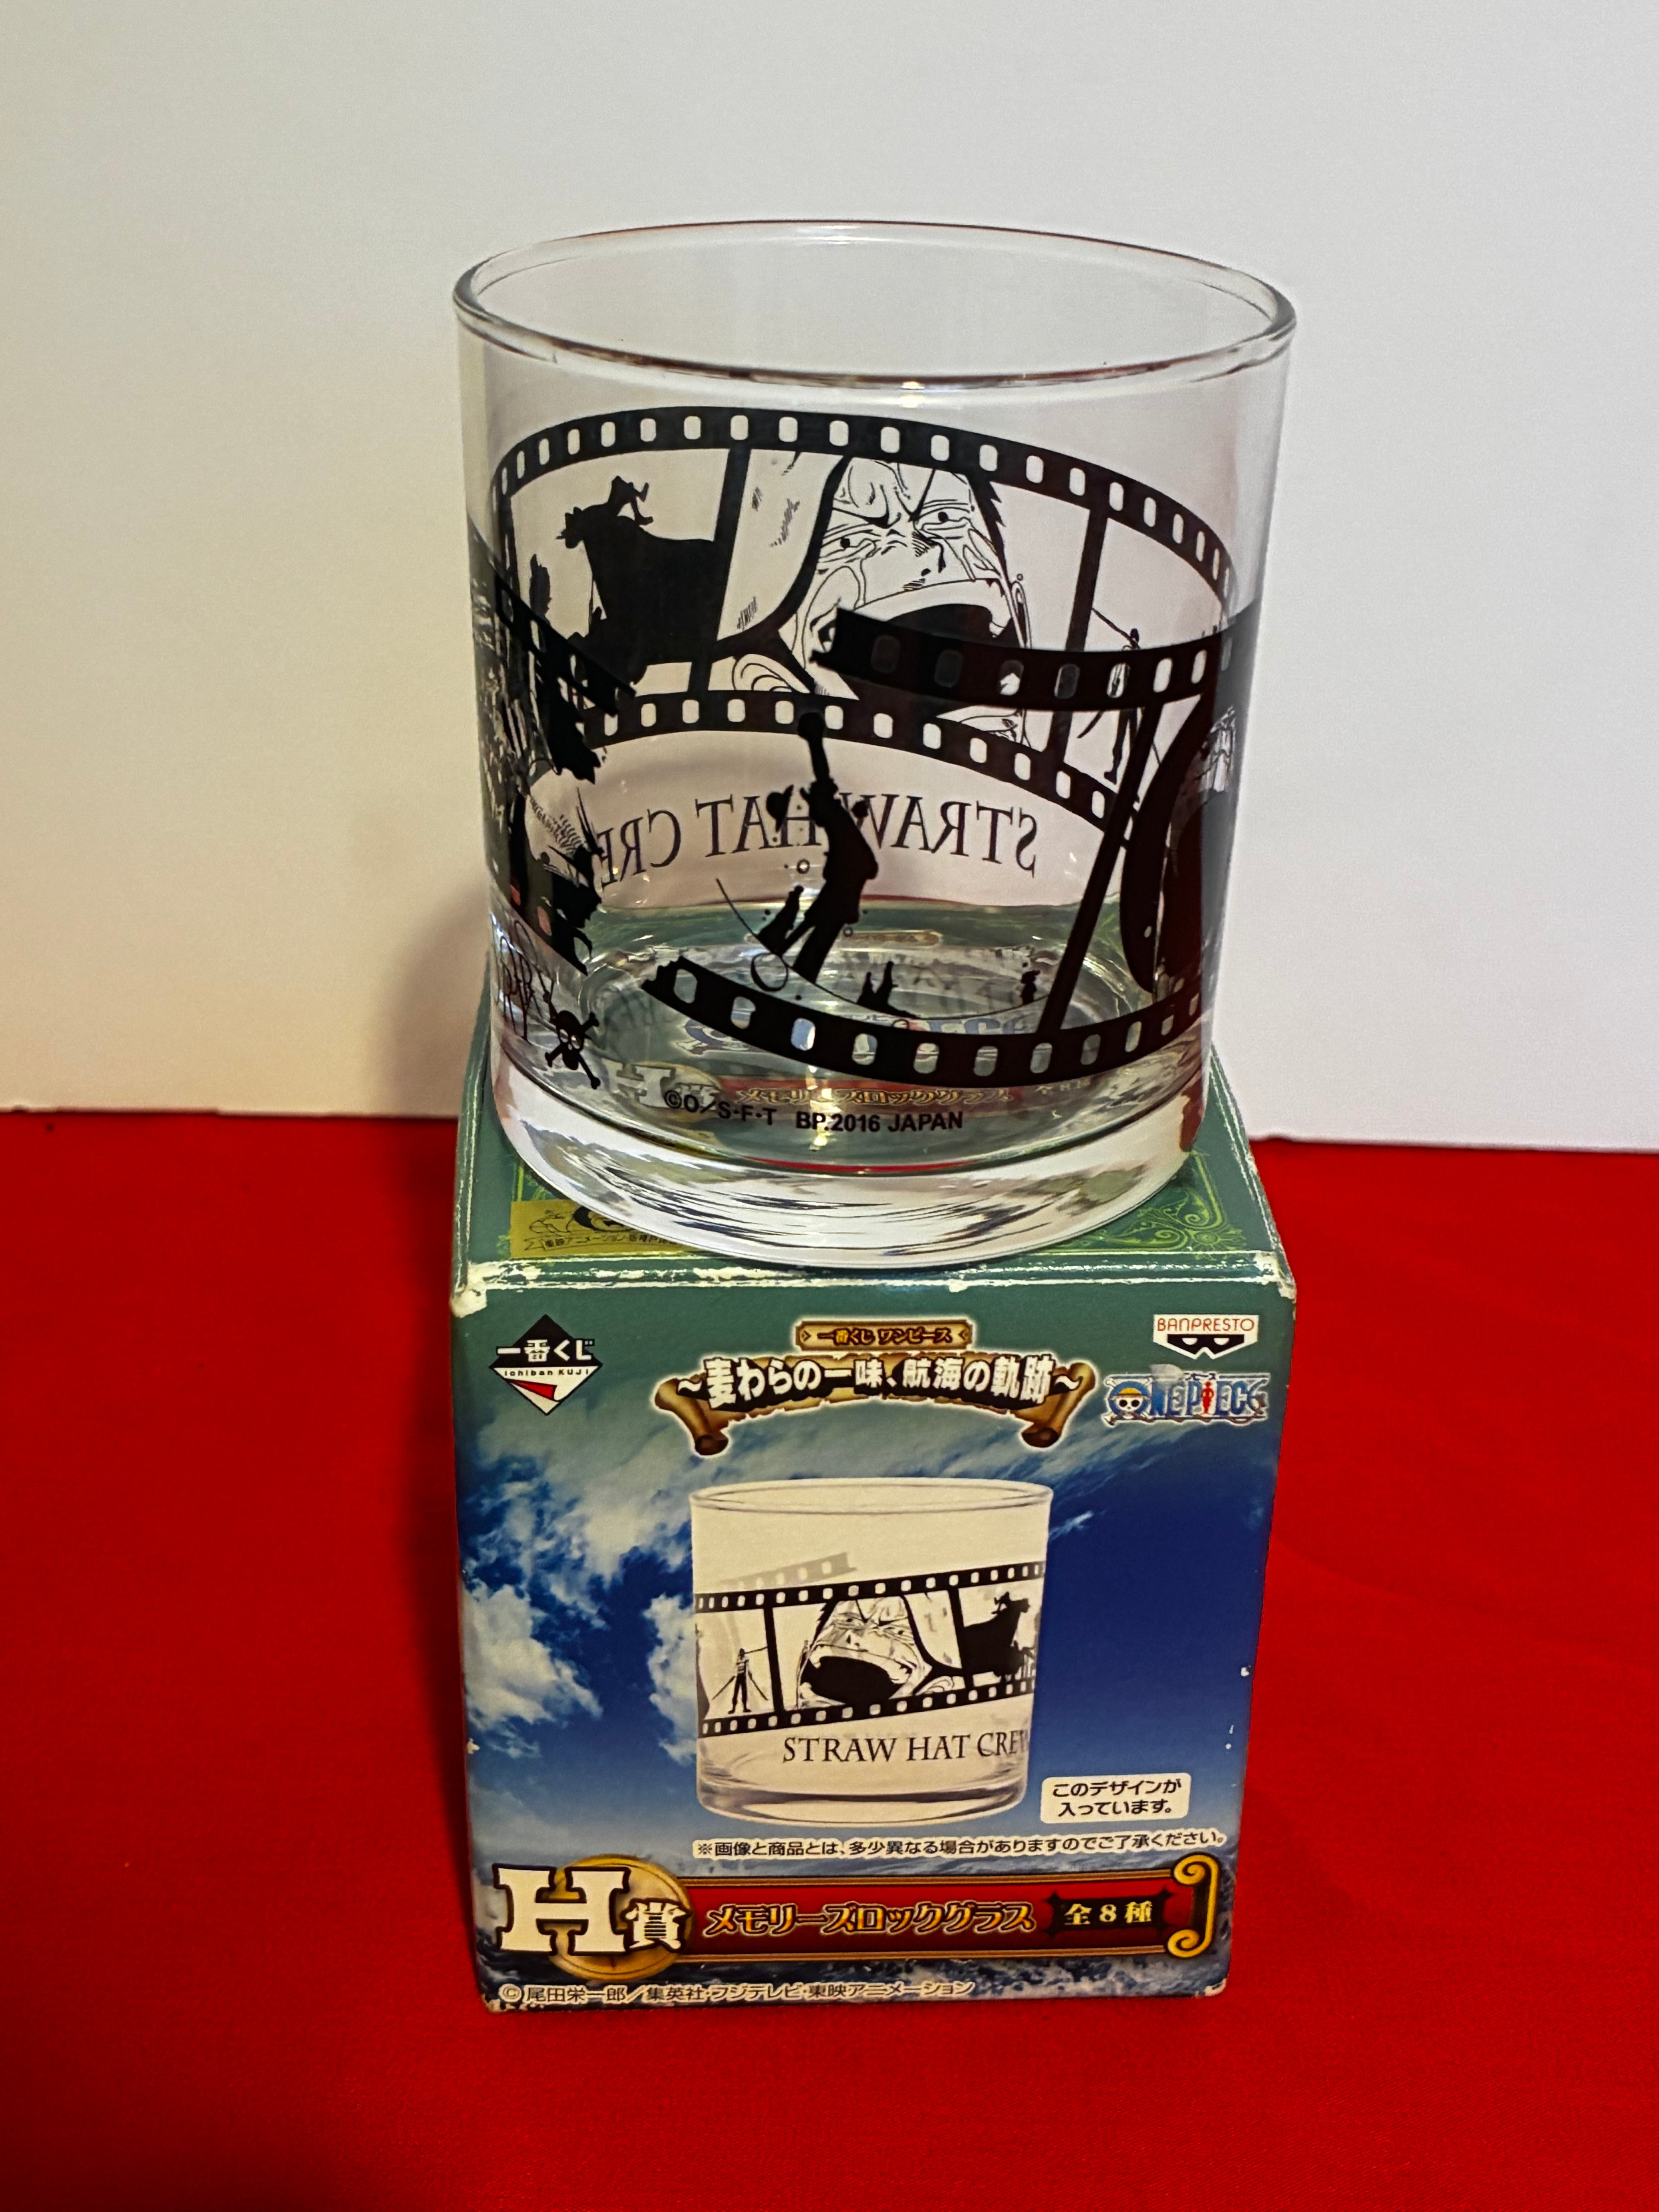 STRAW HAT CRE
©O/S·F·T BP.2016 JAPAN
一番くじ
Ichiban KUJI
一番くじ ワンピース
～麦わらの一味、航海の軌跡～
BANPRESTO
ワンピース
ONE PIECE
STRAW HAT CREW
このデザインが
入っています。
※画像と商品とは、多少異なる場合がありますのでご了承ください。
H賞 メモリーズロックグラス 全8種
©尾田栄一郎／集英社・フジテレビ・東映アニメーション